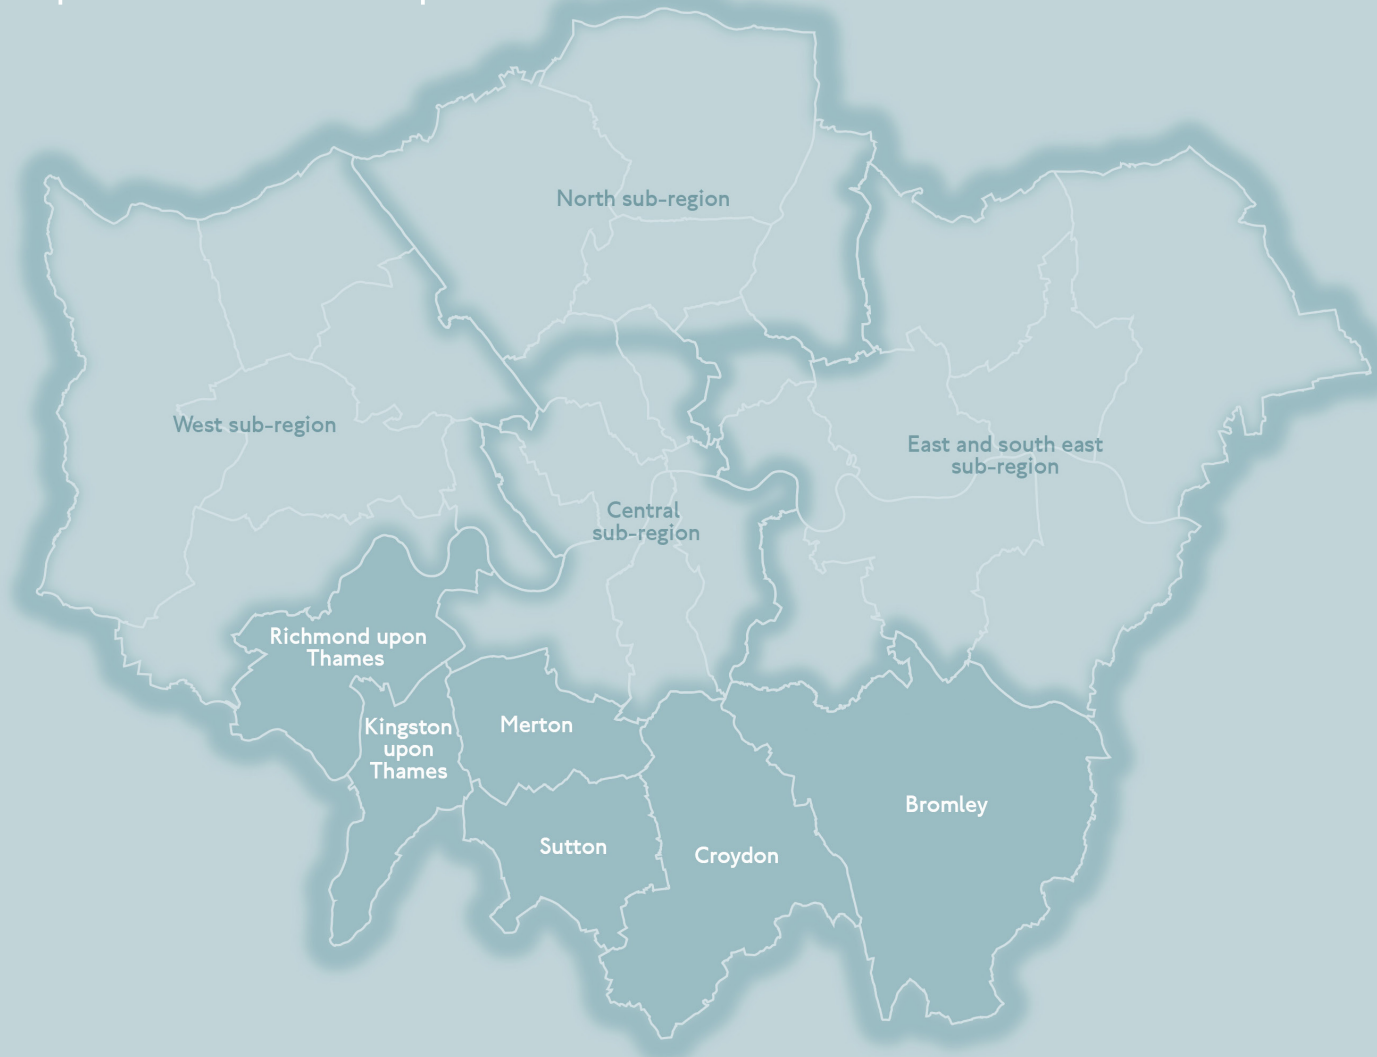 North sub-region
West sub-region
East and south east
sub-region
Central
sub-region
Richmond upon
Thames
Kingston
upon
Thames
Merton
Sutton
Croydon
Bromley